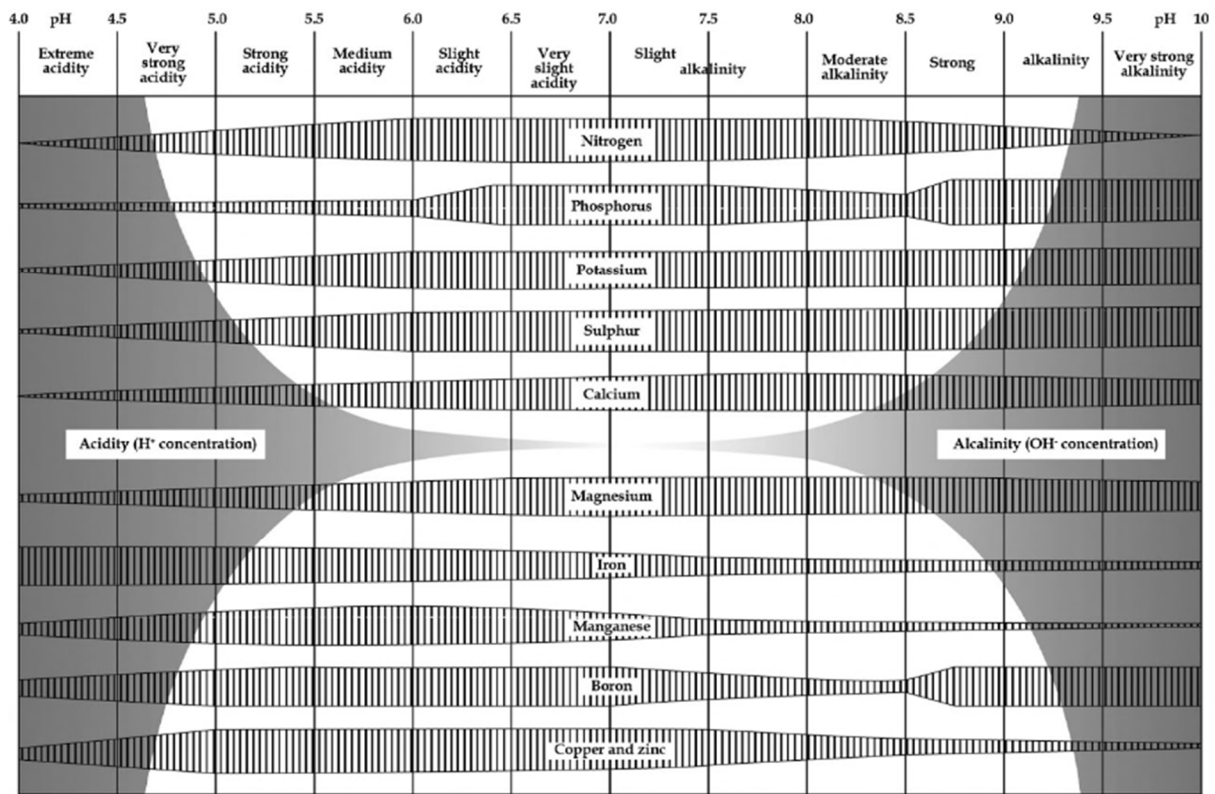 4.0 pH 4.5 5.0 5.5 6.0 6.5 7.0 7.5 8.0 8.5 9.0 9.5 pH 10
Extreme
acidity
Very
strong
acidity
Strong
acidity
Medium
acidity
Slight
acidity
Very
slight
acidity
Slight
alkalinity
Moderate
alkalinity
Strong
alkalinity
Very strong
alkalinity
Nitrogen
Phosphorus
Potassium
Sulphur
Calcium
Acidity (H⁺ concentration)
Alcalinity (OH⁻ concentration)
Magnesium
Iron
Manganese
Boron
Copper and zinc